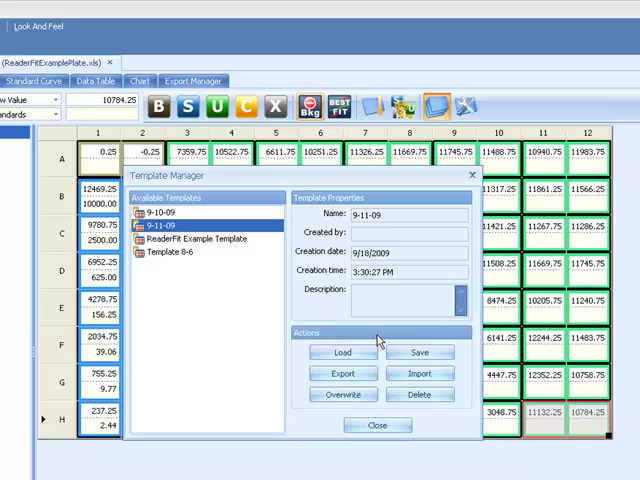 Look And Feel
(ReaderFitExamplePlate.xls) ×
Standard Curve Data Table Chart Export Manager
w Value 10784.25
ndards
B S U C X Bkg BEST FIT
1 2 3 4 5 6 7 8 9 10 11 12
A 0.25 -0.25 7359.75 10522.75 6611.75 10251.25 11326.25 11669.75 11745.25 11488.75 10940.75 11983.75
B 12469.25 11317.25 11861.25 11566.25
10000.00
C 9780.75 11421.25 11267.25 11286.25
2500.00
D 6952.25 11508.25 11669.25 11157.25
625.00
E 4278.75 8474.25 10205.25 11240.75
156.25
F 2034.75 6141.25 12244.25 11483.75
39.06
G 755.25 4447.75 12352.25 10758.75
9.77
H 237.25 3048.75 11132.25 10784.25
2.44
Template Manager
Available Templates
9-10-09
9-11-09
ReaderFit Example Template
Template 8-6
Template Properties
Name: 9-11-09
Created by:
Creation date: 9/18/2009
Creation time: 3:30:27 PM
Description:
Actions
Load Save
Export Import
Overwrite Delete
Close